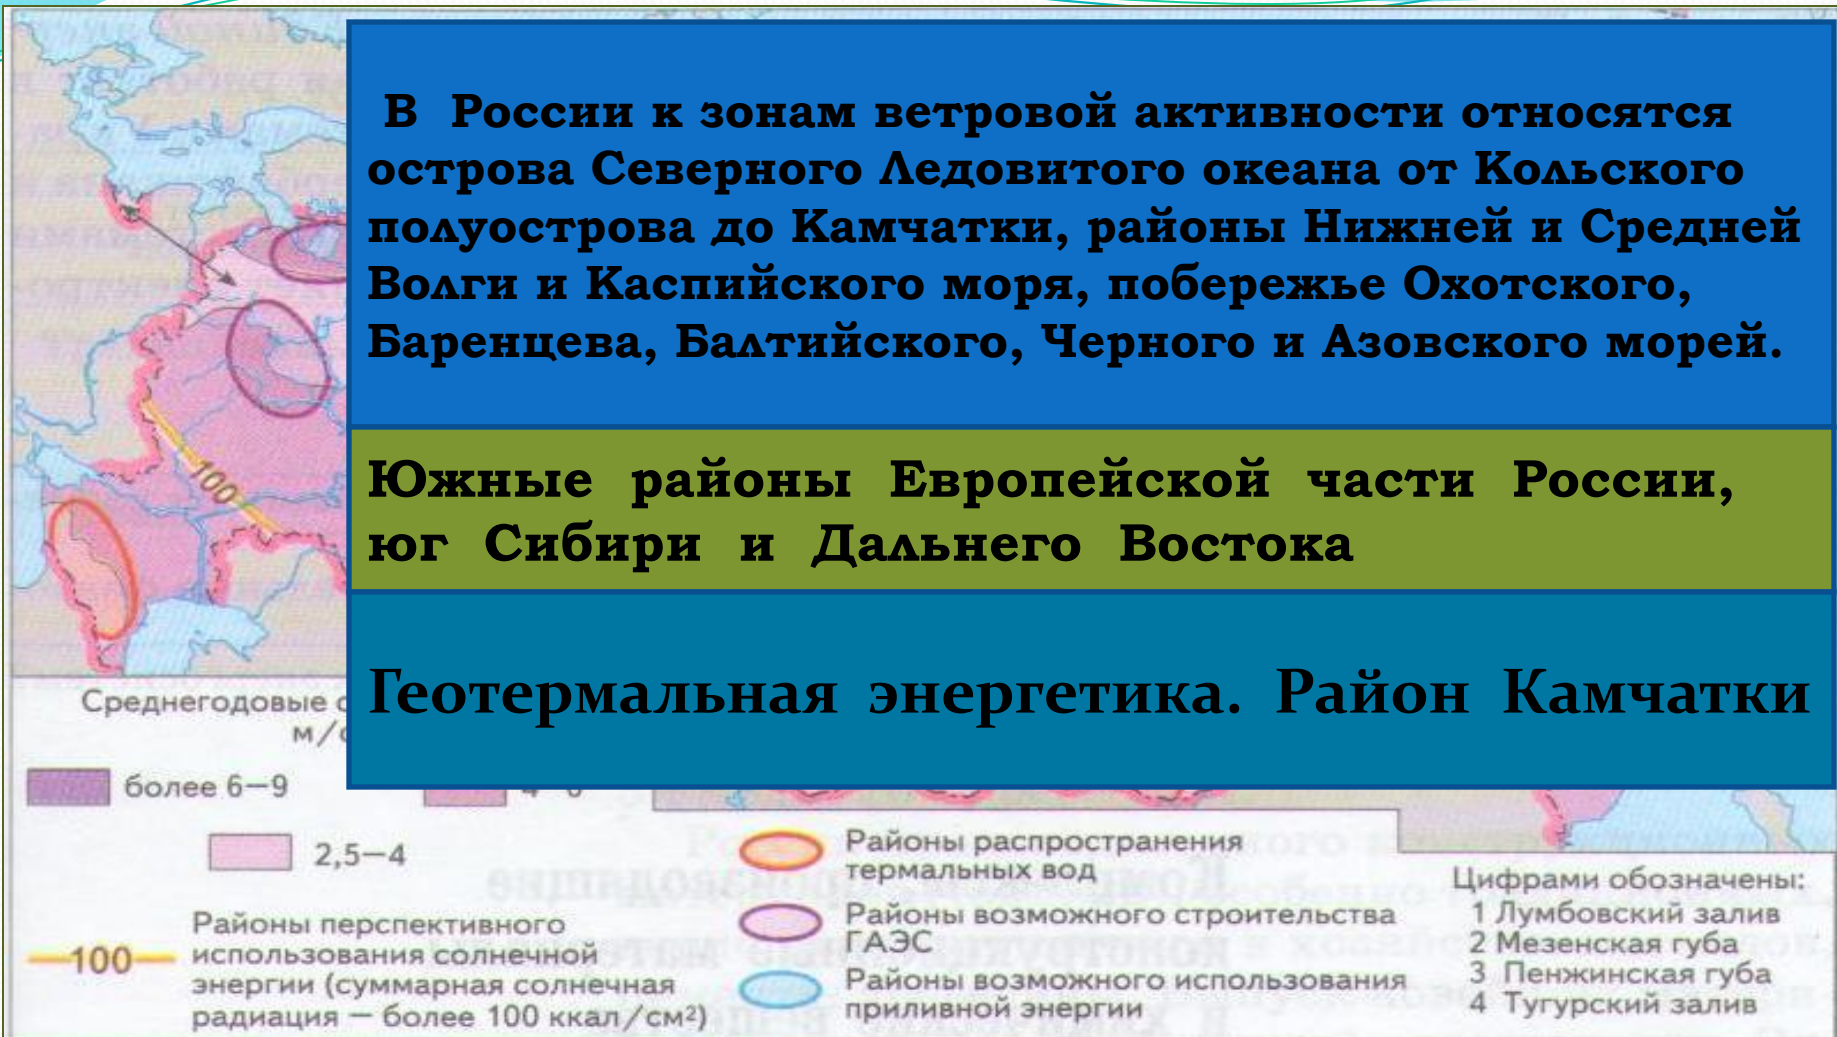 В России к зонам ветровой активности относятся
острова Северного Ледовитого океана от Кольского
полуострова до Камчатки, районы Нижней и Средней
Волги и Каспийского моря, побережье Охотского,
Баренцева, Балтийского, Черного и Азовского морей.
Южные районы Европейской части России,
юг Сибири и Дальнего Востока
Геотермальная энергетика. Район Камчатки
100
Среднегодовые
м/с
более 6—9
2,5—4
100
Районы перспективного
использования солнечной
энергии (суммарная солнечная
радиация — более 100 ккал/см²)
Районы распространения
термальных вод
Районы возможного строительства
ГАЭС
Районы возможного использования
приливной энергии
Цифрами обозначены:
1 Лумбовский залив
2 Мезенская губа
3 Пенжинская губа
4 Тугурский залив